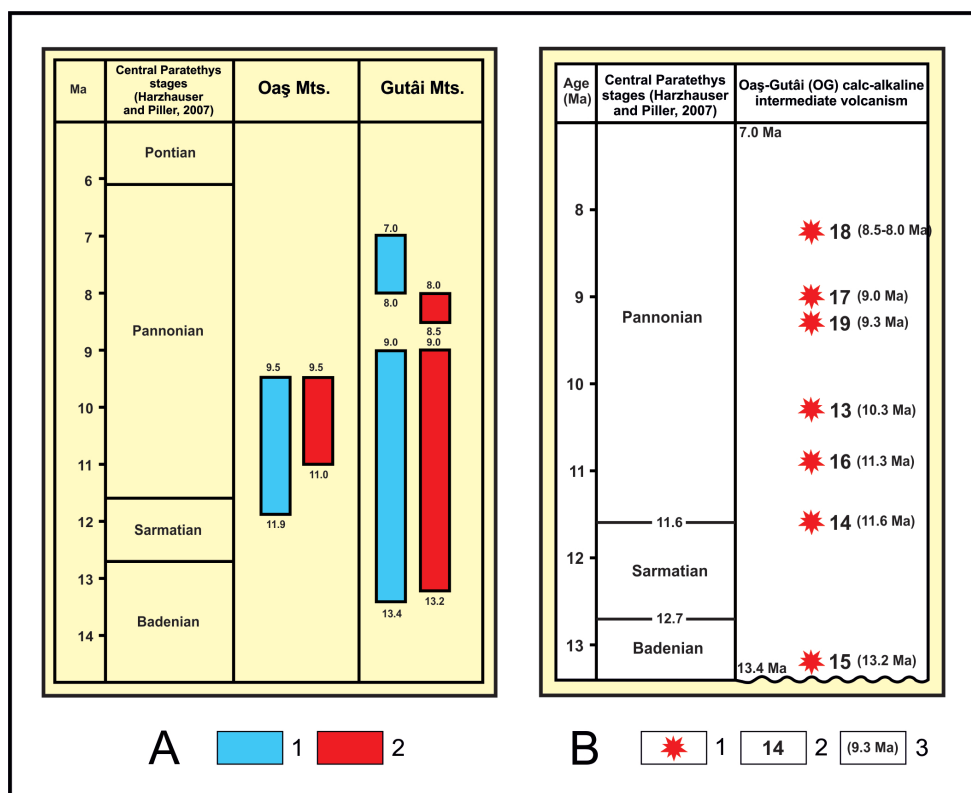 Ma
Central Paratethys
stages
(Harzhauser
and Piller, 2007)
Oaş Mts.
Gutâi Mts.
Pontian
6
Pannonian
7
8
9
10
11
Sarmatian
12
Badenian
13
14
9.5
11.9
9.5
11.0
7.0
8.0
8.0
8.5
9.0
9.0
13.4
13.2
A
1
2
Age
(Ma)
Central Paratethys
stages (Harzhauser
and Piller, 2007)
Oaş-Gutâi (OG) calc-alkaline
intermediate volcanism
7.0 Ma
8
9
10
11
12
13
Pannonian
11.6
Sarmatian
12.7
Badenian
18 (8.5-8.0 Ma)
17 (9.0 Ma)
19 (9.3 Ma)
13 (10.3 Ma)
16 (11.3 Ma)
14 (11.6 Ma)
15 (13.2 Ma)
13.4 Ma
B
1
14
2
(9.3 Ma)
3